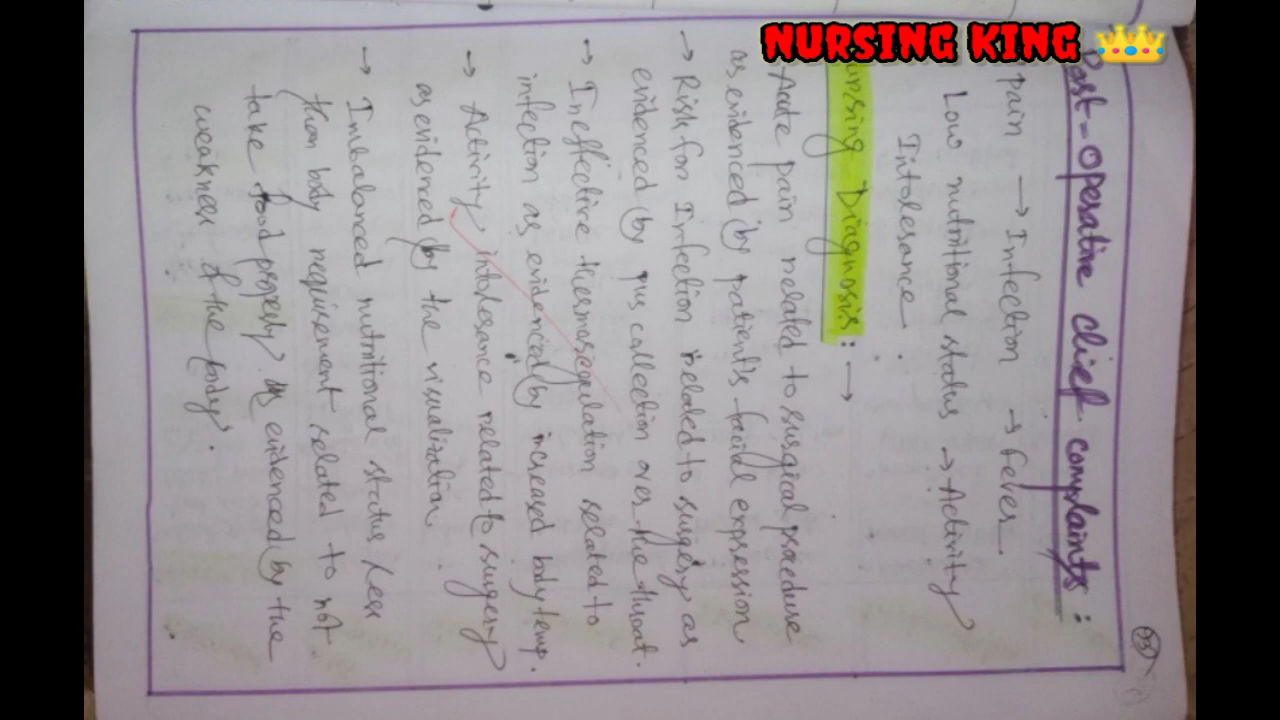 NURSING KING
Post-Operative chief complaints:
Pain → Infection → fever.
Low nutritional status → Activity
Intolerance.
Nursing Diagnosis: →
Acute pain related to surgical procedure
as evidenced by patient's facial expression
→ Risk for Infection related to surgery as
evidenced by pus collection over the throat.
→ Ineffective thermoregulation related to
infection as evidenced by increased body temp.
→ Activity intolerance related to surgery
as evidenced by the visualization.
→ Imbalanced nutritional status Less
than body requirement related to not
take food properly as evidenced by the
weakness of the body.